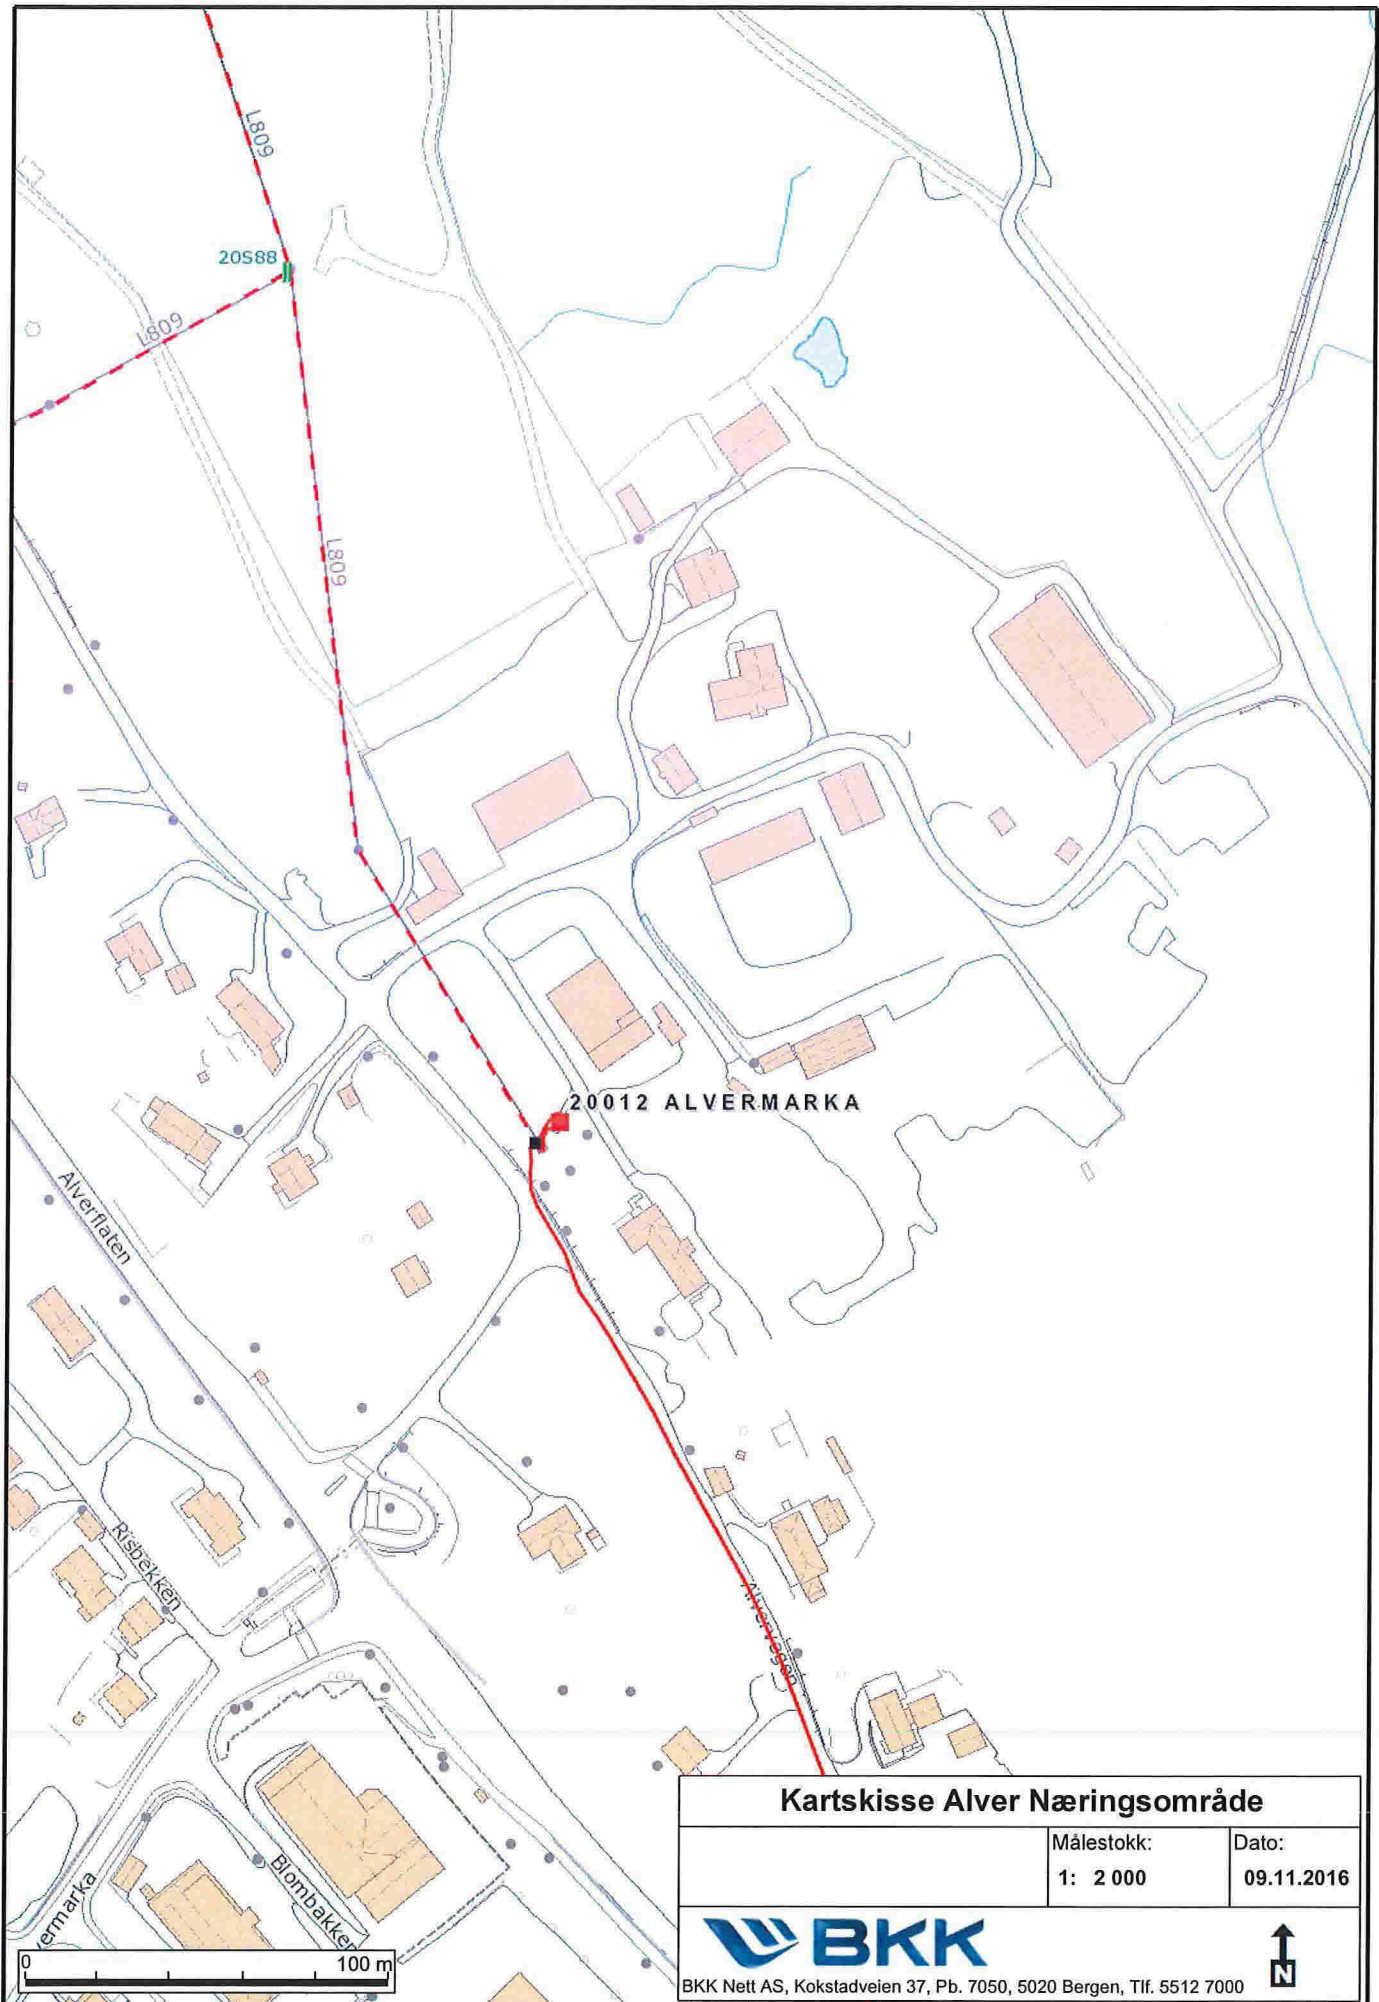 L809
20S88
L809
L809
20012 ALVERMARKA
Alverflaten
Risbekken
Alvervegen
Blombakken
vermarka
0 100 m
Kartskisse Alver Næringsområde
Målestokk:
1: 2 000
Dato:
09.11.2016
BKK
BKK Nett AS, Kokstadveien 37, Pb. 7050, 5020 Bergen, Tlf. 5512 7000
N